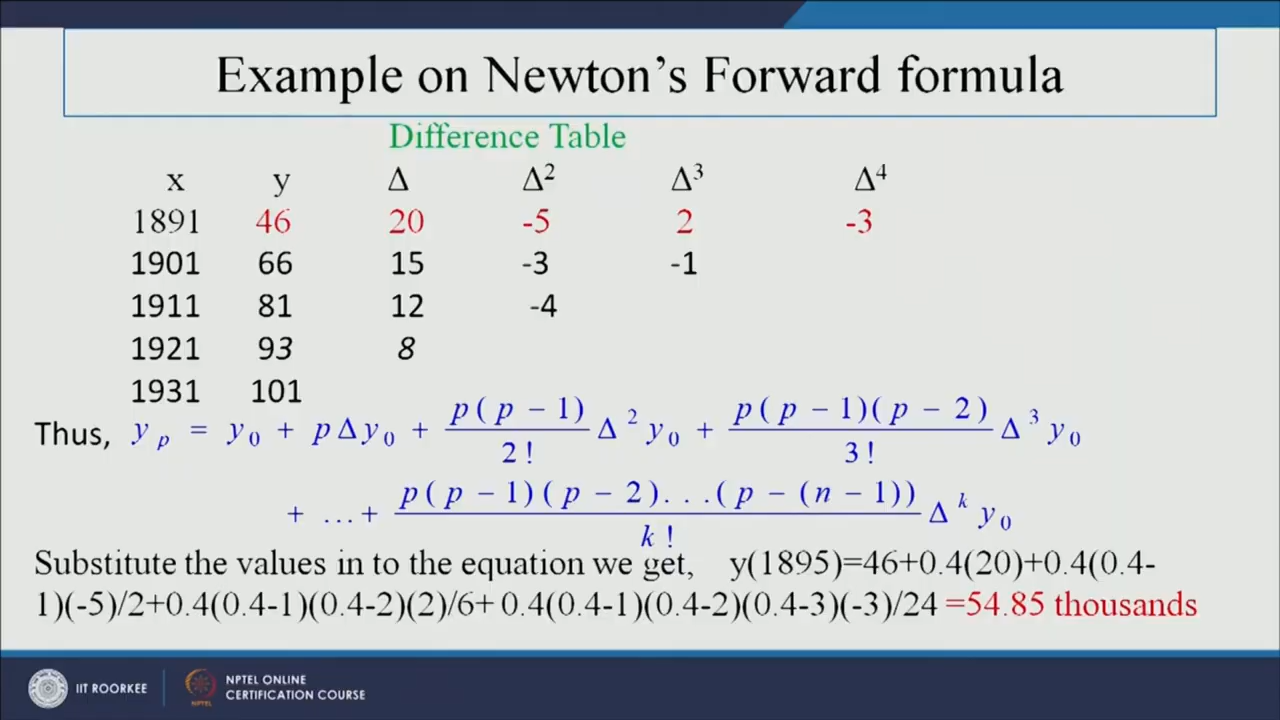 Example on Newton's Forward formula
Difference Table
x y Δ Δ² Δ³ Δ⁴
1891 46 20 -5 2 -3
1901 66 15 -3 -1
1911 81 12 -4
1921 93 8
1931 101
Thus, y_p = y_0 + pΔy_0 + p(p − 1)/2! Δ²y_0 + p(p − 1)(p − 2)/3! Δ³y_0
+ ...+ p(p − 1)(p − 2)...(p − (n − 1))/k! Δ^k y_0
Substitute the values in to the equation we get, y(1895)=46+0.4(20)+0.4(0.4-
1)(-5)/2+0.4(0.4-1)(0.4-2)(2)/6+ 0.4(0.4-1)(0.4-2)(0.4-3)(-3)/24 =54.85 thousands
IIT ROORKEE
NPTEL
NPTEL ONLINE
CERTIFICATION COURSE